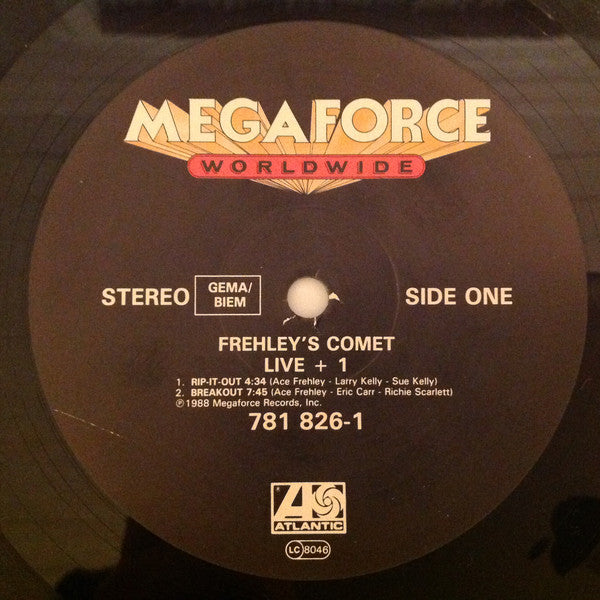 MEGAFORCE
WORLDWIDE
STEREO GEMA/BIEM SIDE ONE
FREHLEY'S COMET
LIVE + 1
1. RIP-IT-OUT 4:34 (Ace Frehley - Larry Kelly - Sue Kelly)
2. BREAKOUT 7:45 (Ace Frehley - Eric Carr - Richie Scarlett)
℗1988 Megaforce Records, Inc.
781 826-1
ATLANTIC
LC 8046